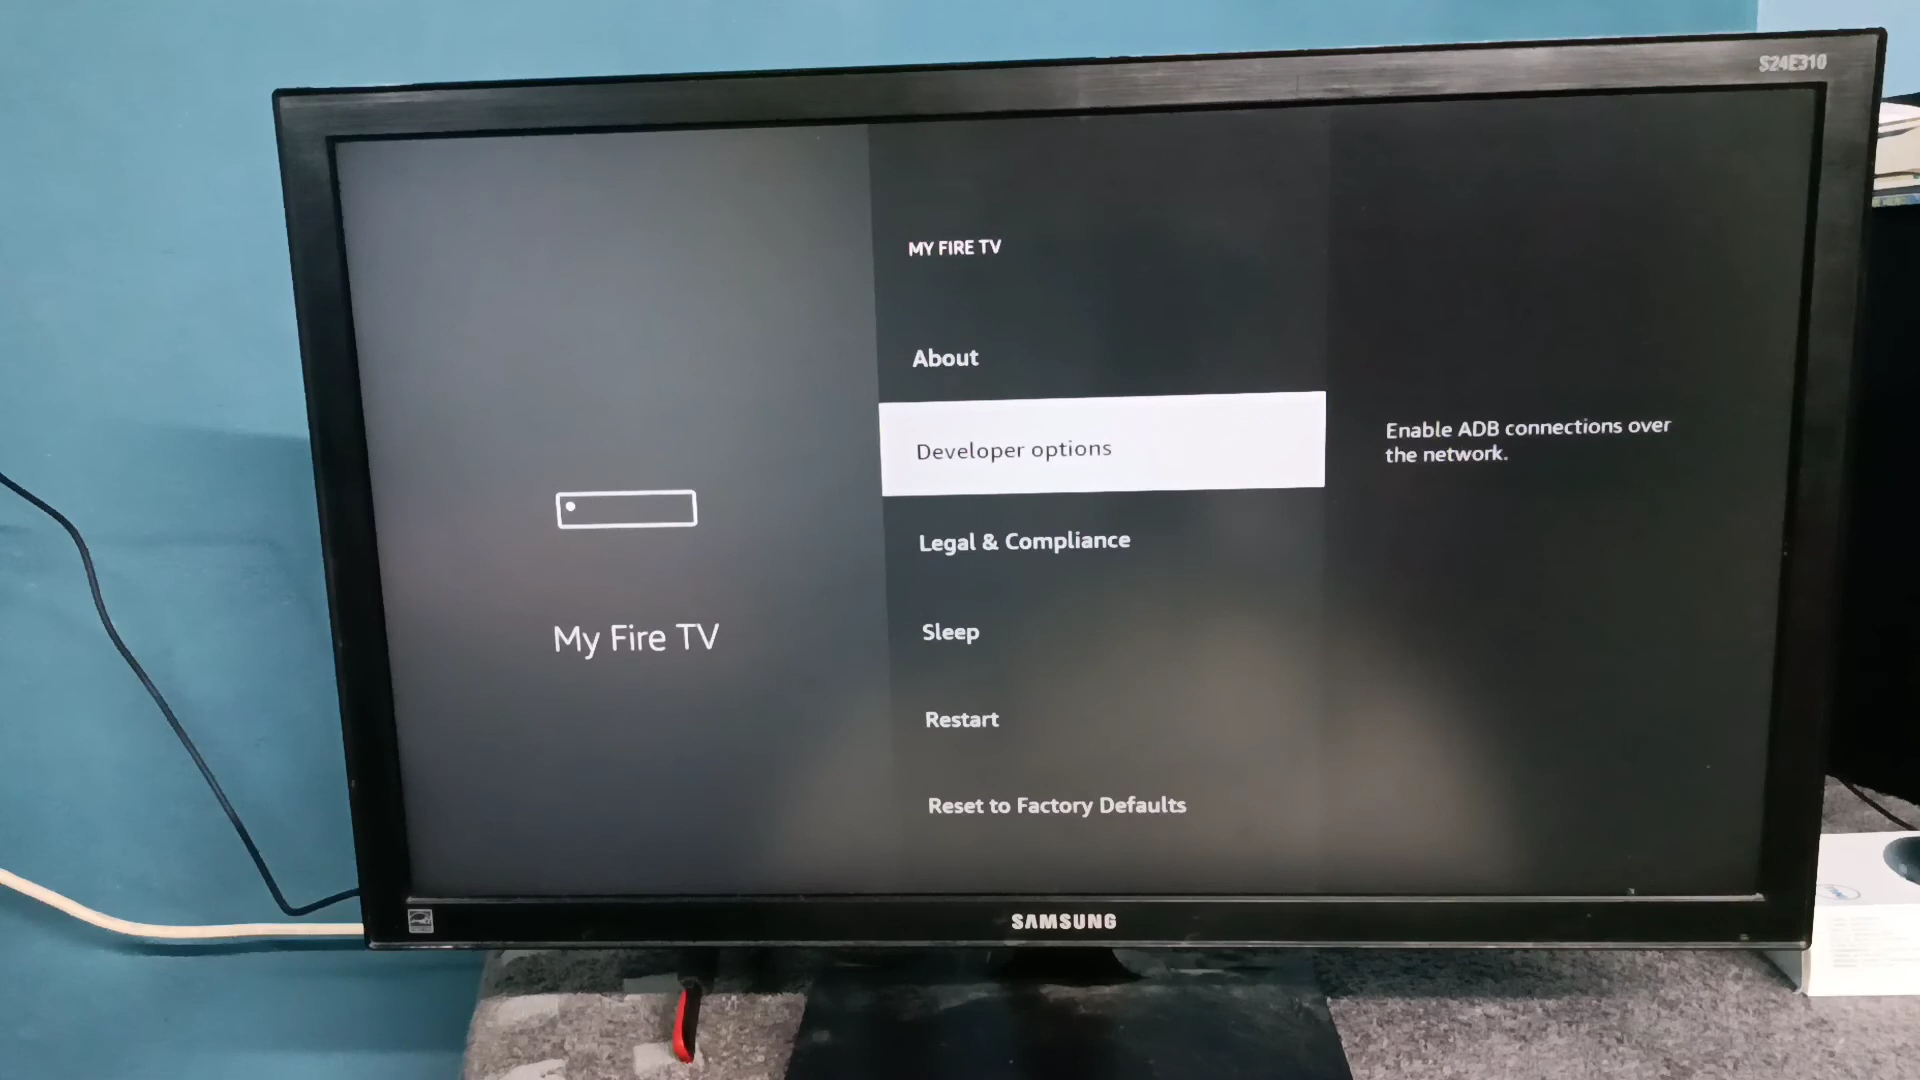 S24E310
MY FIRE TV
About
Developer options
Enable ADB connections over
the network.
Legal & Compliance
Sleep
My Fire TV
Restart
Reset to Factory Defaults
SAMSUNG